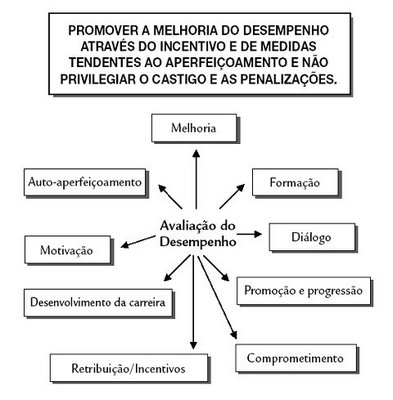 PROMOVER A MELHORIA DO DESEMPENHO
ATRAVÉS DO INCENTIVO E DE MEDIDAS
TENDENTES AO APERFEIÇOAMENTO E NÃO
PRIVILEGIAR O CASTIGO E AS PENALIZAÇÕES.
Melhoria
Auto-aperfeiçoamento
Formação
Avaliação do
Desempenho
Diálogo
Motivação
Promoção e progressão
Desenvolvimento da carreira
Comprometimento
Retribuição/Incentivos